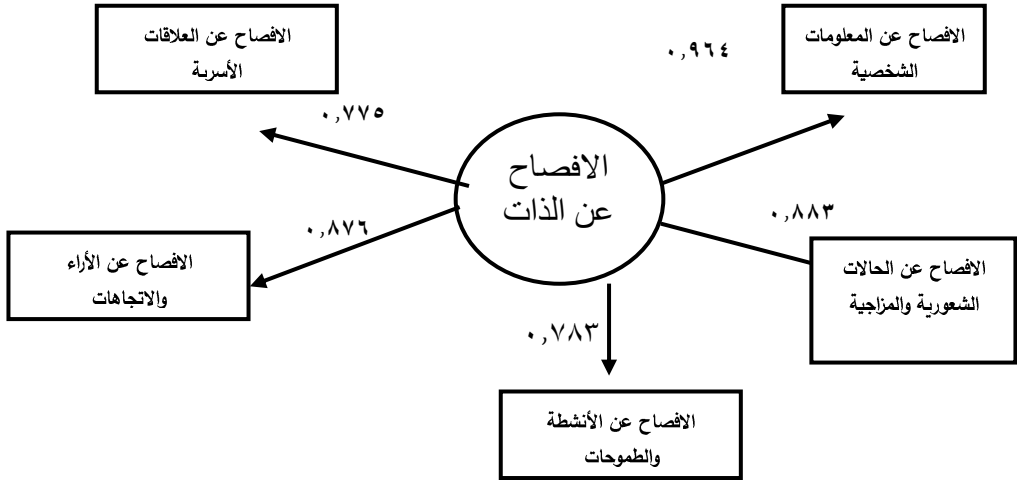 الافصاح عن المعلومات
الشخصية
٠,٩٦٤
الافصاح عن العلاقات
الأسرية
٠,٧٧٥
الافصاح
عن الذات
٠,٨٨٣
الافصاح عن الحالات
الشعورية والمزاجية
٠,٨٧٦
الافصاح عن الأراء
والاتجاهات
٠,٧٨٣
الافصاح عن الأنشطة
والطموحات